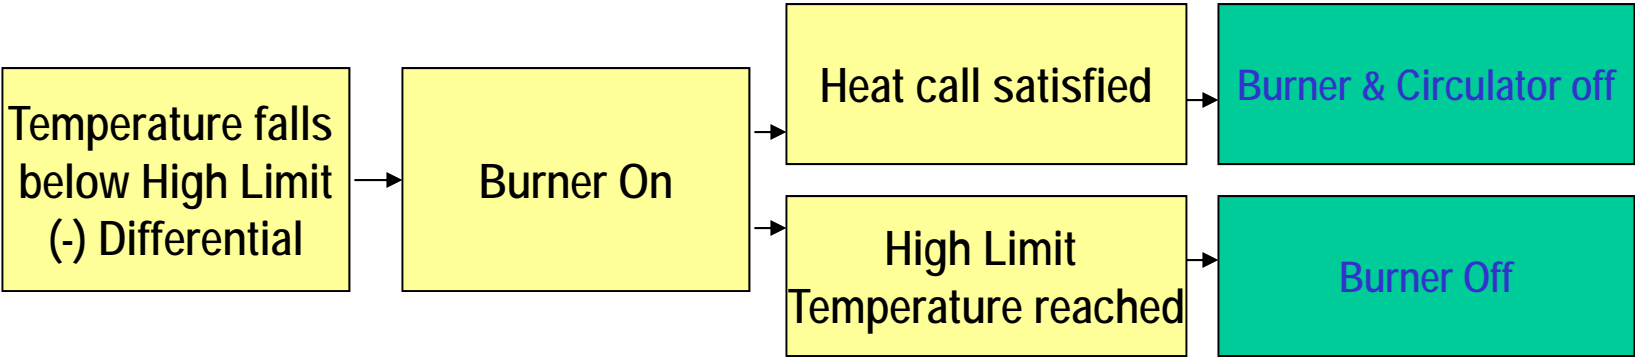 Temperature falls
below High Limit
(-) Differential
Burner On
Heat call satisfied
Burner & Circulator off
High Limit
Temperature reached
Burner Off